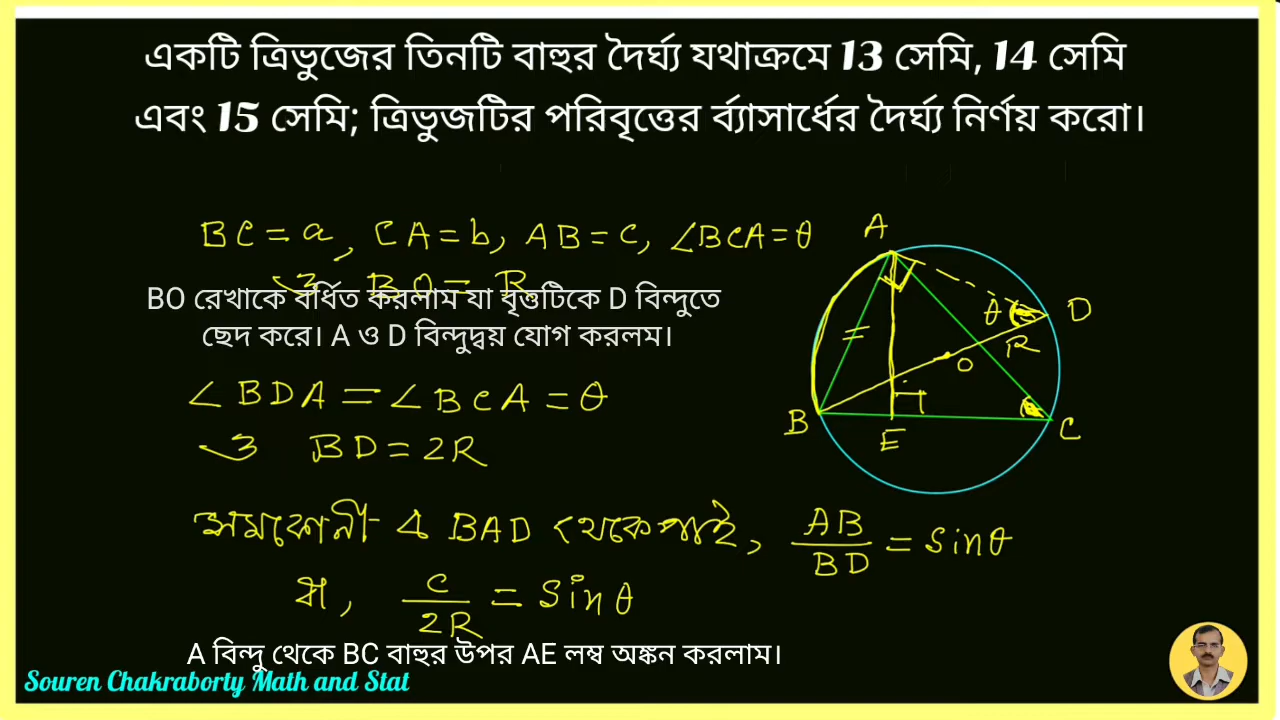 একটি ত্রিভুজের তিনটি বাহুর দৈর্ঘ্য যথাক্রমে 13 সেমি, 14 সেমি
এবং 15 সেমি; ত্রিভুজটির পরিবৃত্তের র্ব্যাসার্ধের দৈর্ঘ্য নির্ণয় করো।
BC = a, CA = b, AB = c, ∠BCA = θ
ও BO = R
BO রেখাকে বর্ধিত করলাম যা বৃত্তটিকে D বিন্দুতে
ছেদ করে। A ও D বিন্দুদ্বয় যোগ করলম।
∠BDA = ∠BCA = θ
ও BD = 2R
সমকোণী Δ BAD থেকে পাই, AB/BD = sinθ
বা, c/2R = sinθ
A বিন্দু থেকে BC বাহুর উপর AE লম্ব অঙ্কন করলাম।
A
D
θ
R
O
B
E
C
Souren Chakraborty Math and Stat